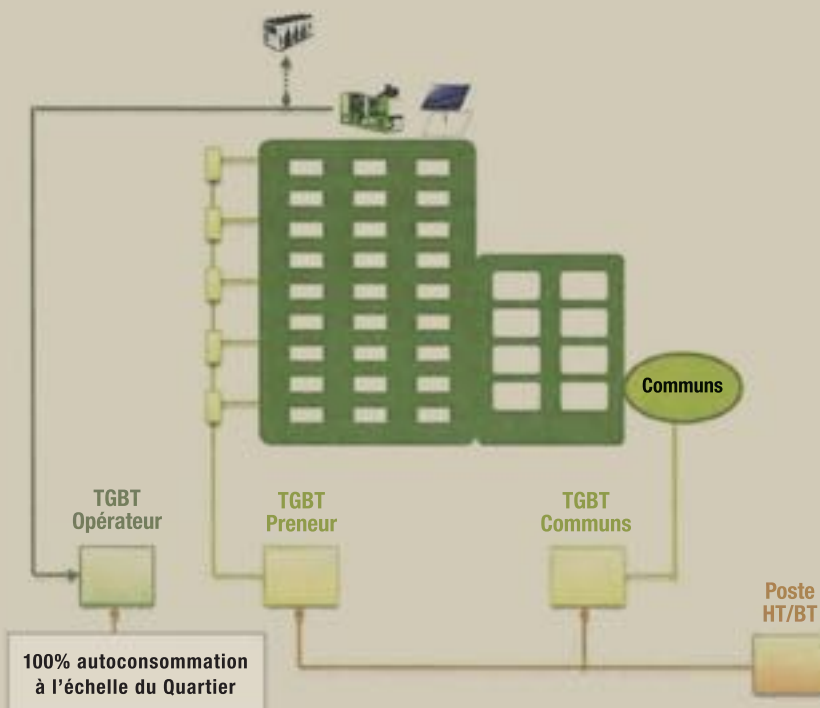 Communs
TGBT
Opérateur
TGBT
Preneur
TGBT
Communs
Poste
HT/BT
100% autoconsommation
à l'échelle du Quartier